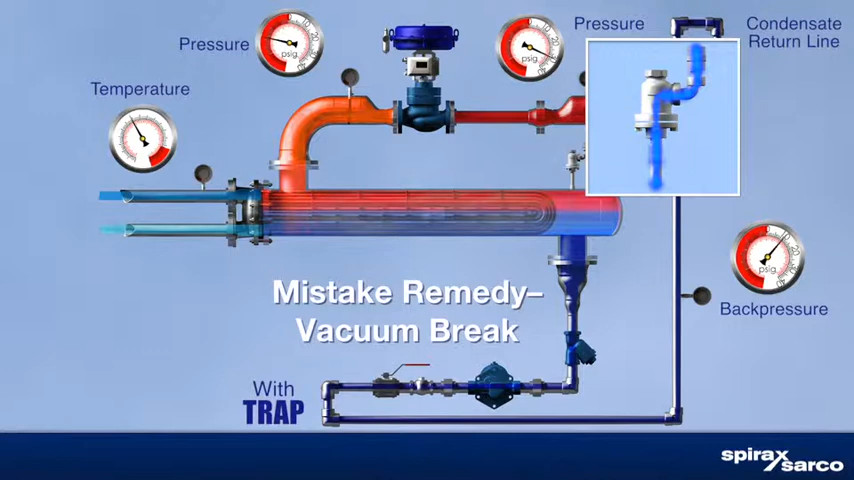 Pressure
Pressure
Condensate
Return Line
Temperature
psig
psig
Mistake Remedy–
Vacuum Break
psig
Backpressure
With
TRAP
spirax
sarco